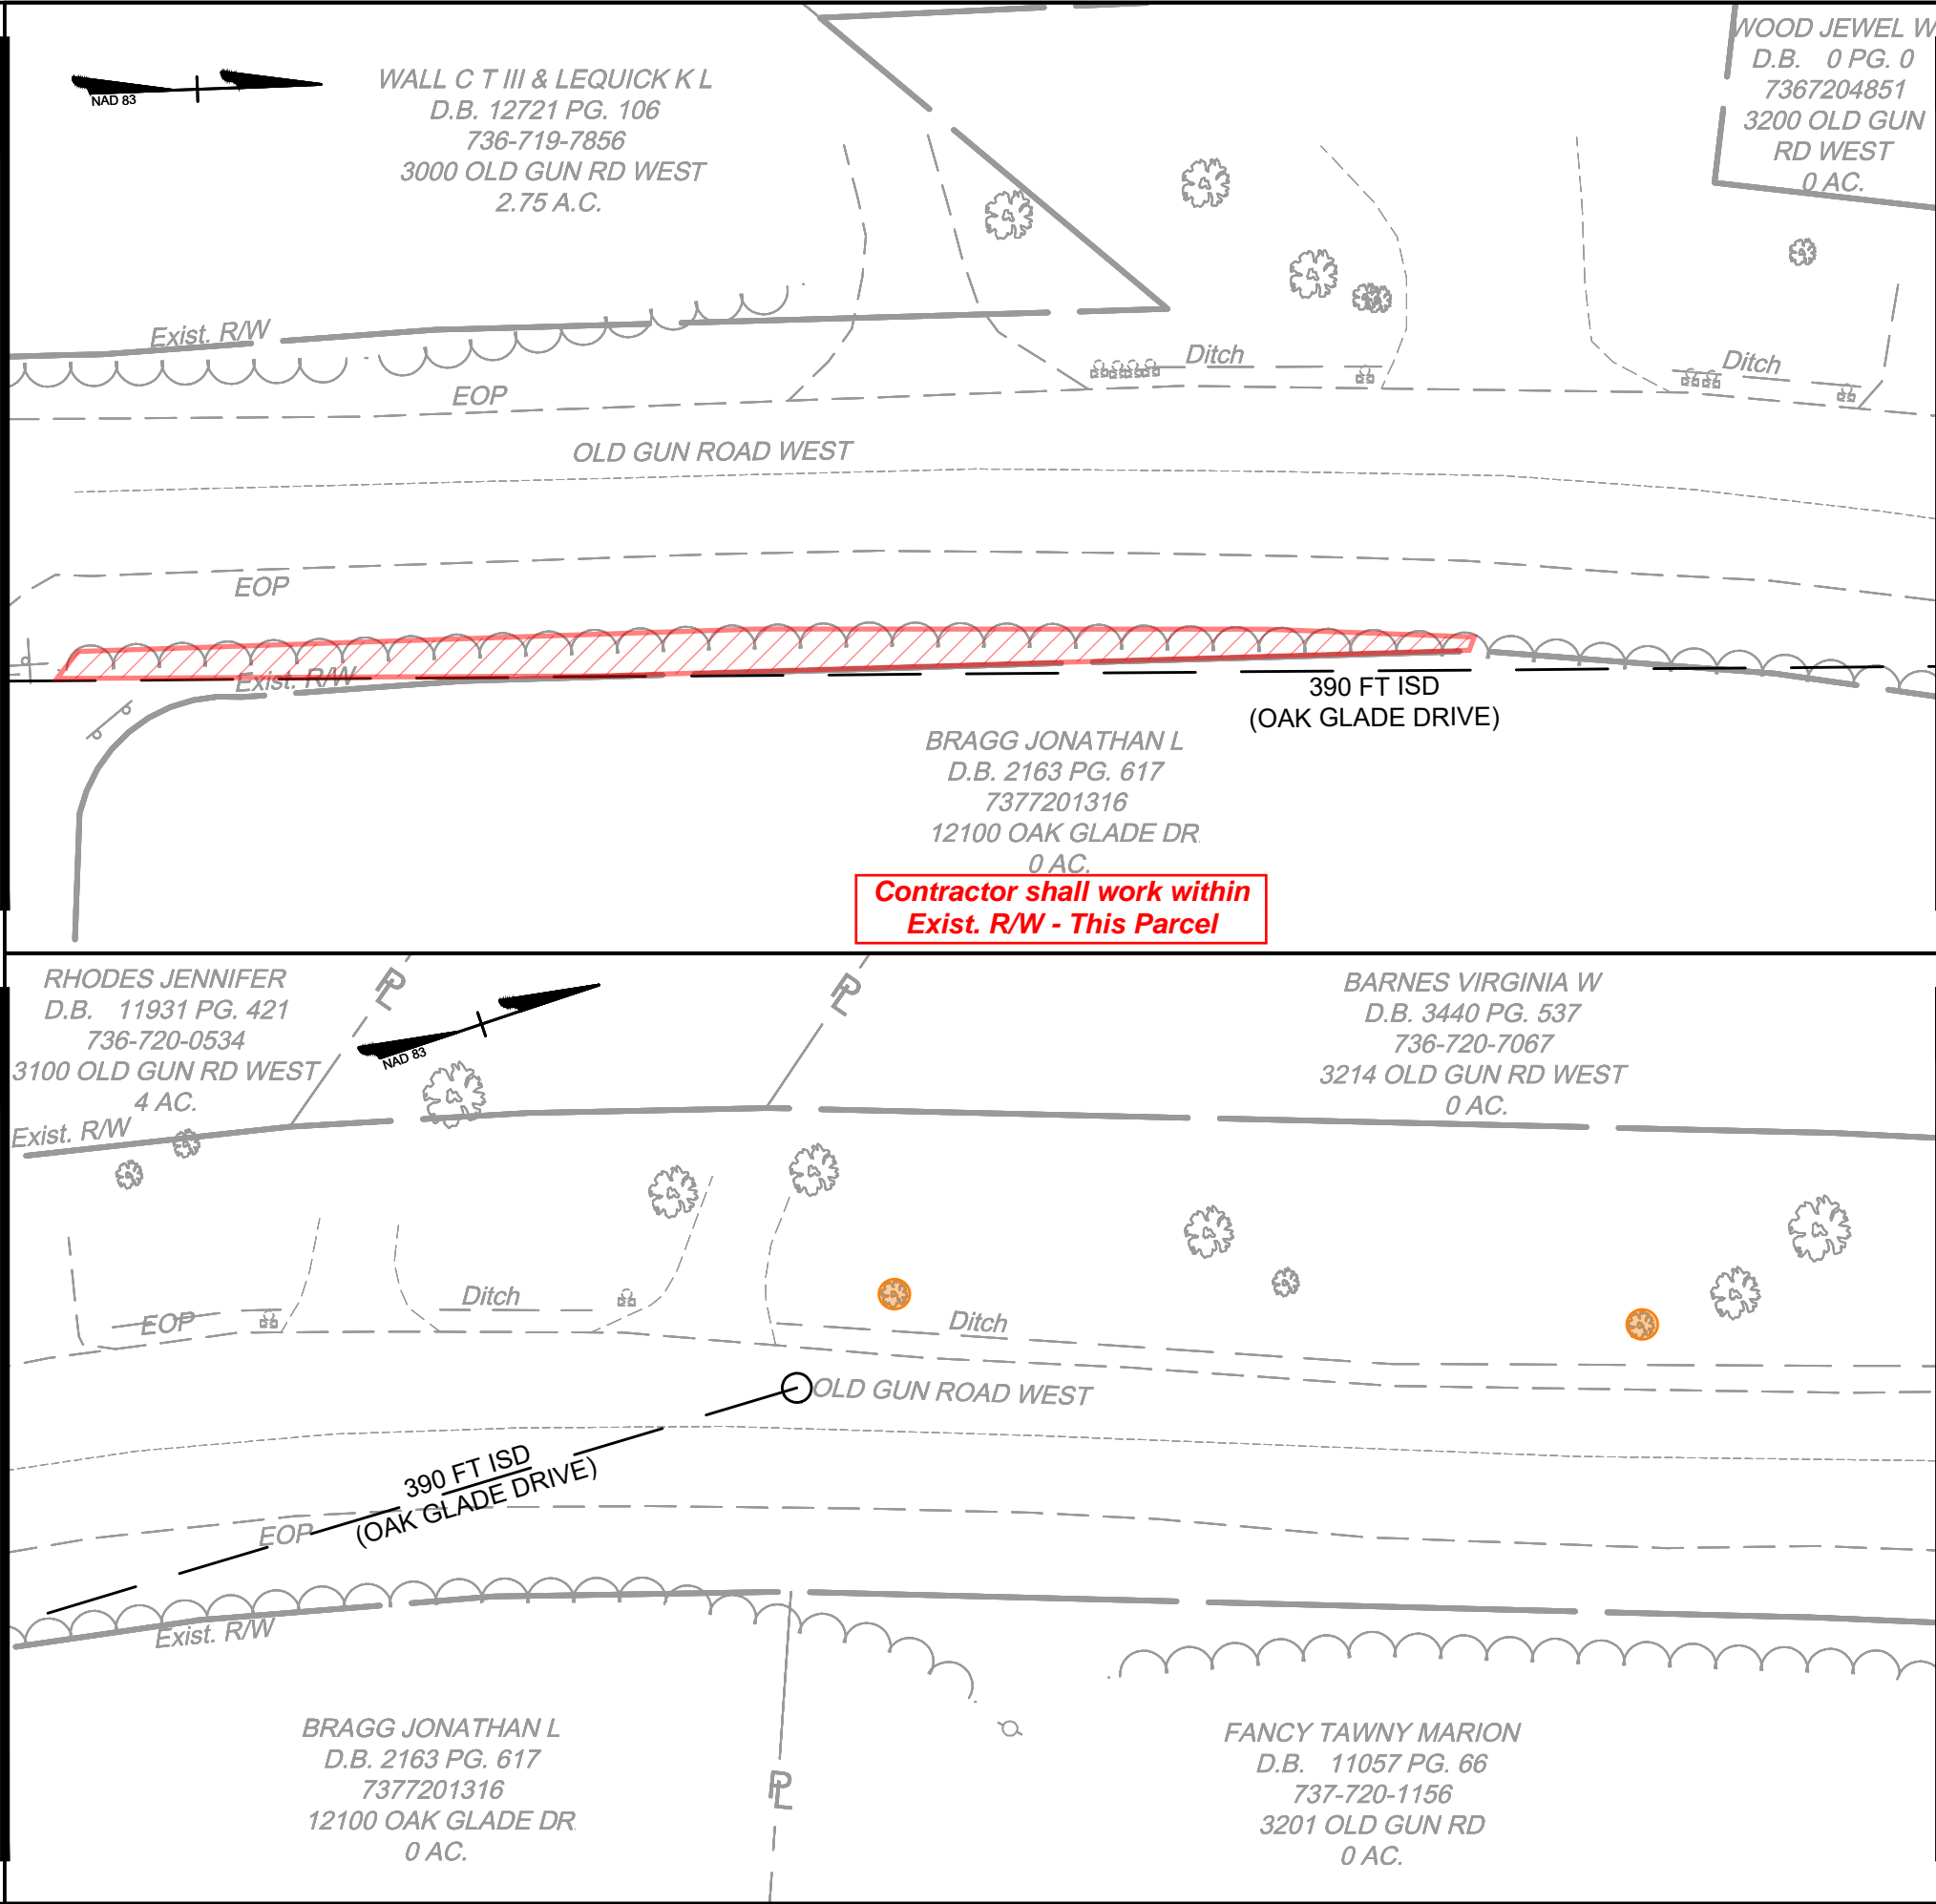 NAD 83
WALL C T III & LEQUICK K L
D.B. 12721 PG. 106
736-719-7856
3000 OLD GUN RD WEST
2.75 A.C.
WOOD JEWEL W
D.B. 0 PG. 0
7367204851
3200 OLD GUN
RD WEST
0 AC.
Exist. R/W
EOP
Ditch
Ditch
OLD GUN ROAD WEST
EOP
Exist. R/W
390 FT ISD
(OAK GLADE DRIVE)
BRAGG JONATHAN L
D.B. 2163 PG. 617
7377201316
12100 OAK GLADE DR
0 AC.
Contractor shall work within
Exist. R/W - This Parcel
RHODES JENNIFER
D.B. 11931 PG. 421
736-720-0534
3100 OLD GUN RD WEST
4 AC.
Exist. R/W
PL
NAD 83
PL
BARNES VIRGINIA W
D.B. 3440 PG. 537
736-720-7067
3214 OLD GUN RD WEST
0 AC.
EOP
Ditch
Ditch
OLD GUN ROAD WEST
390 FT ISD
(OAK GLADE DRIVE)
EOP
Exist. R/W
BRAGG JONATHAN L
D.B. 2163 PG. 617
7377201316
12100 OAK GLADE DR
0 AC.
PL
FANCY TAWNY MARION
D.B. 11057 PG. 66
737-720-1156
3201 OLD GUN RD
0 AC.